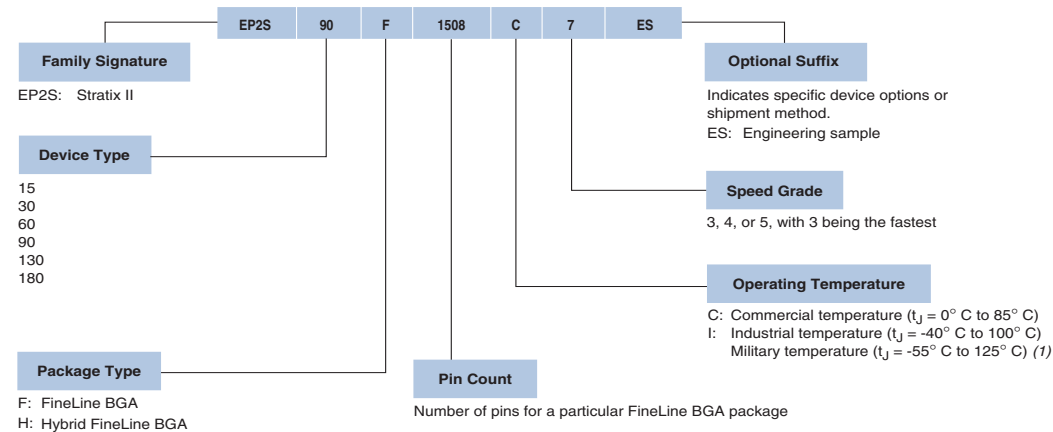 EP2S 90 F 1508 C 7 ES
Family Signature
EP2S: Stratix II
Optional Suffix
Indicates specific device options or
shipment method.
ES: Engineering sample
Device Type
15
30
60
90
130
180
Speed Grade
3, 4, or 5, with 3 being the fastest
Operating Temperature
C: Commercial temperature (tJ = 0° C to 85° C)
I: Industrial temperature (tJ = -40° C to 100° C)
Military temperature (tJ = -55° C to 125° C) (1)
Package Type
F: FineLine BGA
H: Hybrid FineLine BGA
Pin Count
Number of pins for a particular FineLine BGA package